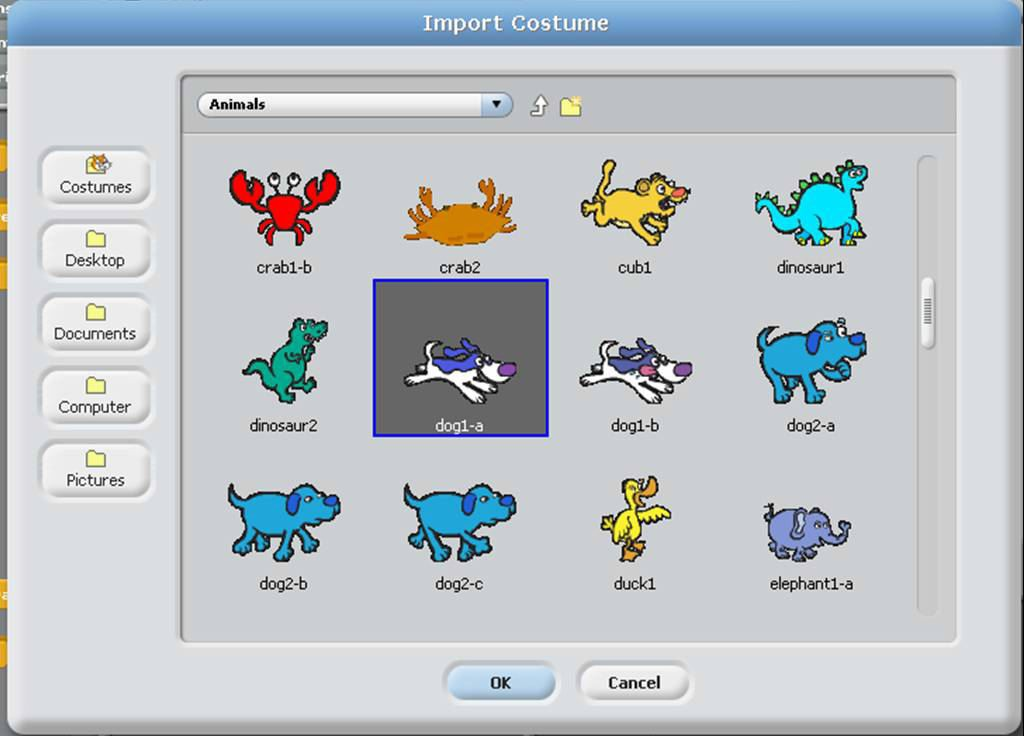 Import Costume
Animals
Costumes
Desktop
Documents
Computer
Pictures
crab1-b
crab2
cub1
dinosaur1
dinosaur2
dog1-a
dog1-b
dog2-a
dog2-b
dog2-c
duck1
elephant1-a
OK
Cancel